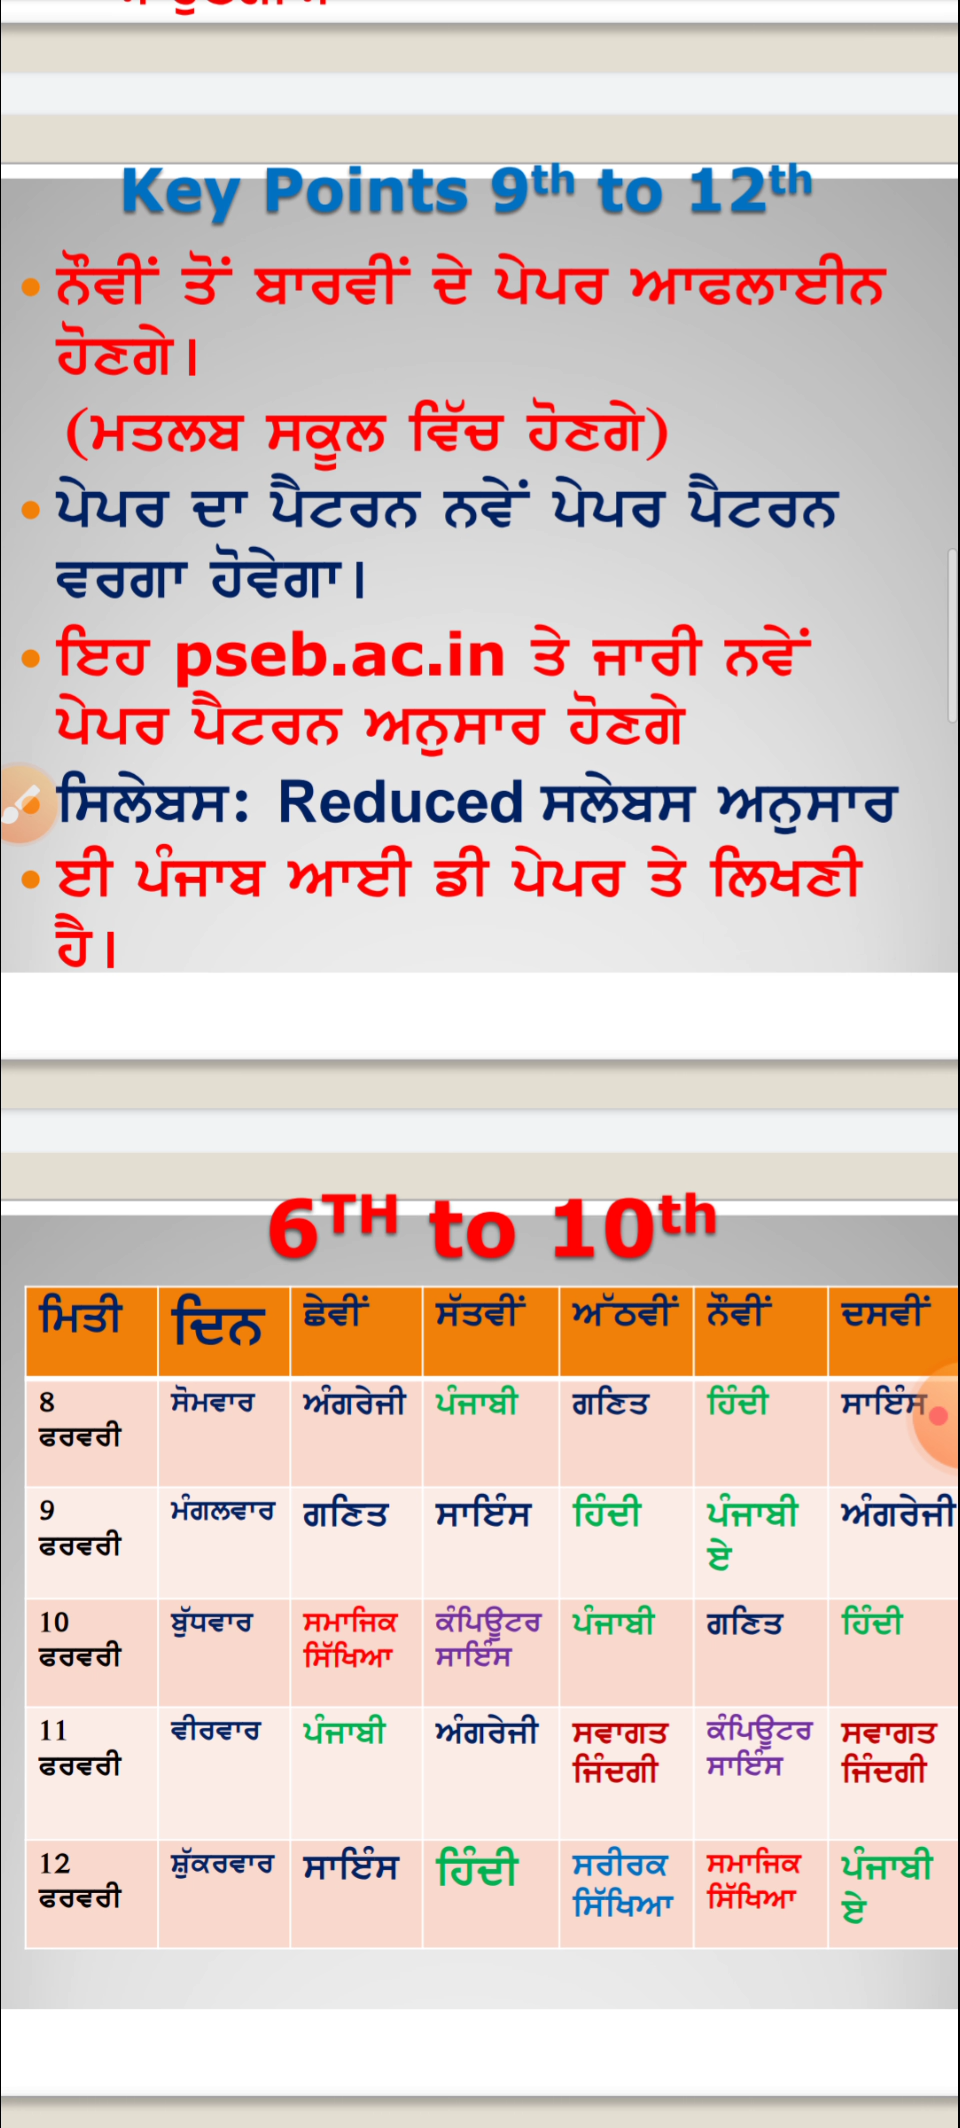 Key Points 9th to 12th
• ਨੌਵੀਂ ਤੋਂ ਬਾਰਵੀਂ ਦੇ ਪੇਪਰ ਆਫਲਾਈਨ
ਹੋਣਗੇ।
(ਮਤਲਬ ਸਕੂਲ ਵਿੱਚ ਹੋਣਗੇ)
• ਪੇਪਰ ਦਾ ਪੈਟਰਨ ਨਵੇਂ ਪੇਪਰ ਪੈਟਰਨ
ਵਰਗਾ ਹੋਵੇਗਾ।
• ਇਹ pseb.ac.in ਤੇ ਜਾਰੀ ਨਵੇਂ
ਪੇਪਰ ਪੈਟਰਨ ਅਨੁਸਾਰ ਹੋਣਗੇ
• ਸਿਲੇਬਸ: Reduced ਸਲੇਬਸ ਅਨੁਸਾਰ
• ਈ ਪੰਜਾਬ ਆਈ ਡੀ ਪੇਪਰ ਤੇ ਲਿਖਣੀ
ਹੈ।
6TH to 10th
ਮਿਤੀ ਦਿਨ ਛੇਵੀਂ ਸੱਤਵੀਂ ਅੱਠਵੀਂ ਨੌਵੀਂ ਦਸਵੀਂ
8 ਸੋਮਵਾਰ ਅੰਗਰੇਜੀ ਪੰਜਾਬੀ ਗਣਿਤ ਹਿੰਦੀ ਸਾਇੰਸ
ਫਰਵਰੀ
9 ਮੰਗਲਵਾਰ ਗਣਿਤ ਸਾਇੰਸ ਹਿੰਦੀ ਪੰਜਾਬੀ ਅੰਗਰੇਜੀ
ਫਰਵਰੀ ਏ
10 ਬੁੱਧਵਾਰ ਸਮਾਜਿਕ ਕੰਪਿਊਟਰ ਪੰਜਾਬੀ ਗਣਿਤ ਹਿੰਦੀ
ਫਰਵਰੀ ਸਿੱਖਿਆ ਸਾਇੰਸ
11 ਵੀਰਵਾਰ ਪੰਜਾਬੀ ਅੰਗਰੇਜੀ ਸਵਾਗਤ ਕੰਪਿਊਟਰ ਸਵਾਗਤ
ਫਰਵਰੀ ਜਿੰਦਗੀ ਸਾਇੰਸ ਜਿੰਦਗੀ
12 ਸ਼ੁੱਕਰਵਾਰ ਸਾਇੰਸ ਹਿੰਦੀ ਸਰੀਰਕ ਸਮਾਜਿਕ ਪੰਜਾਬੀ
ਫਰਵਰੀ ਸਿੱਖਿਆ ਸਿੱਖਿਆ ਏ